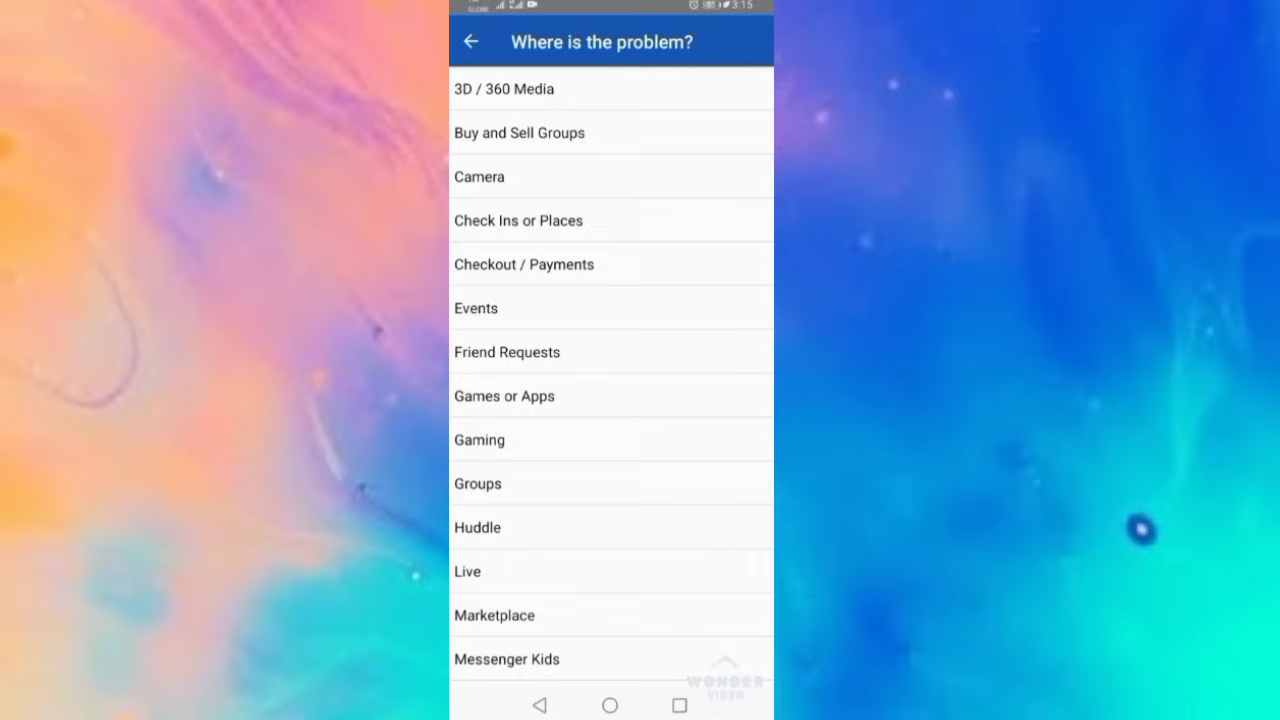 GLOBE
3:15
Where is the problem?
3D / 360 Media
Buy and Sell Groups
Camera
Check Ins or Places
Checkout / Payments
Events
Friend Requests
Games or Apps
Gaming
Groups
Huddle
Live
Marketplace
Messenger Kids
WONDER
VIDEO